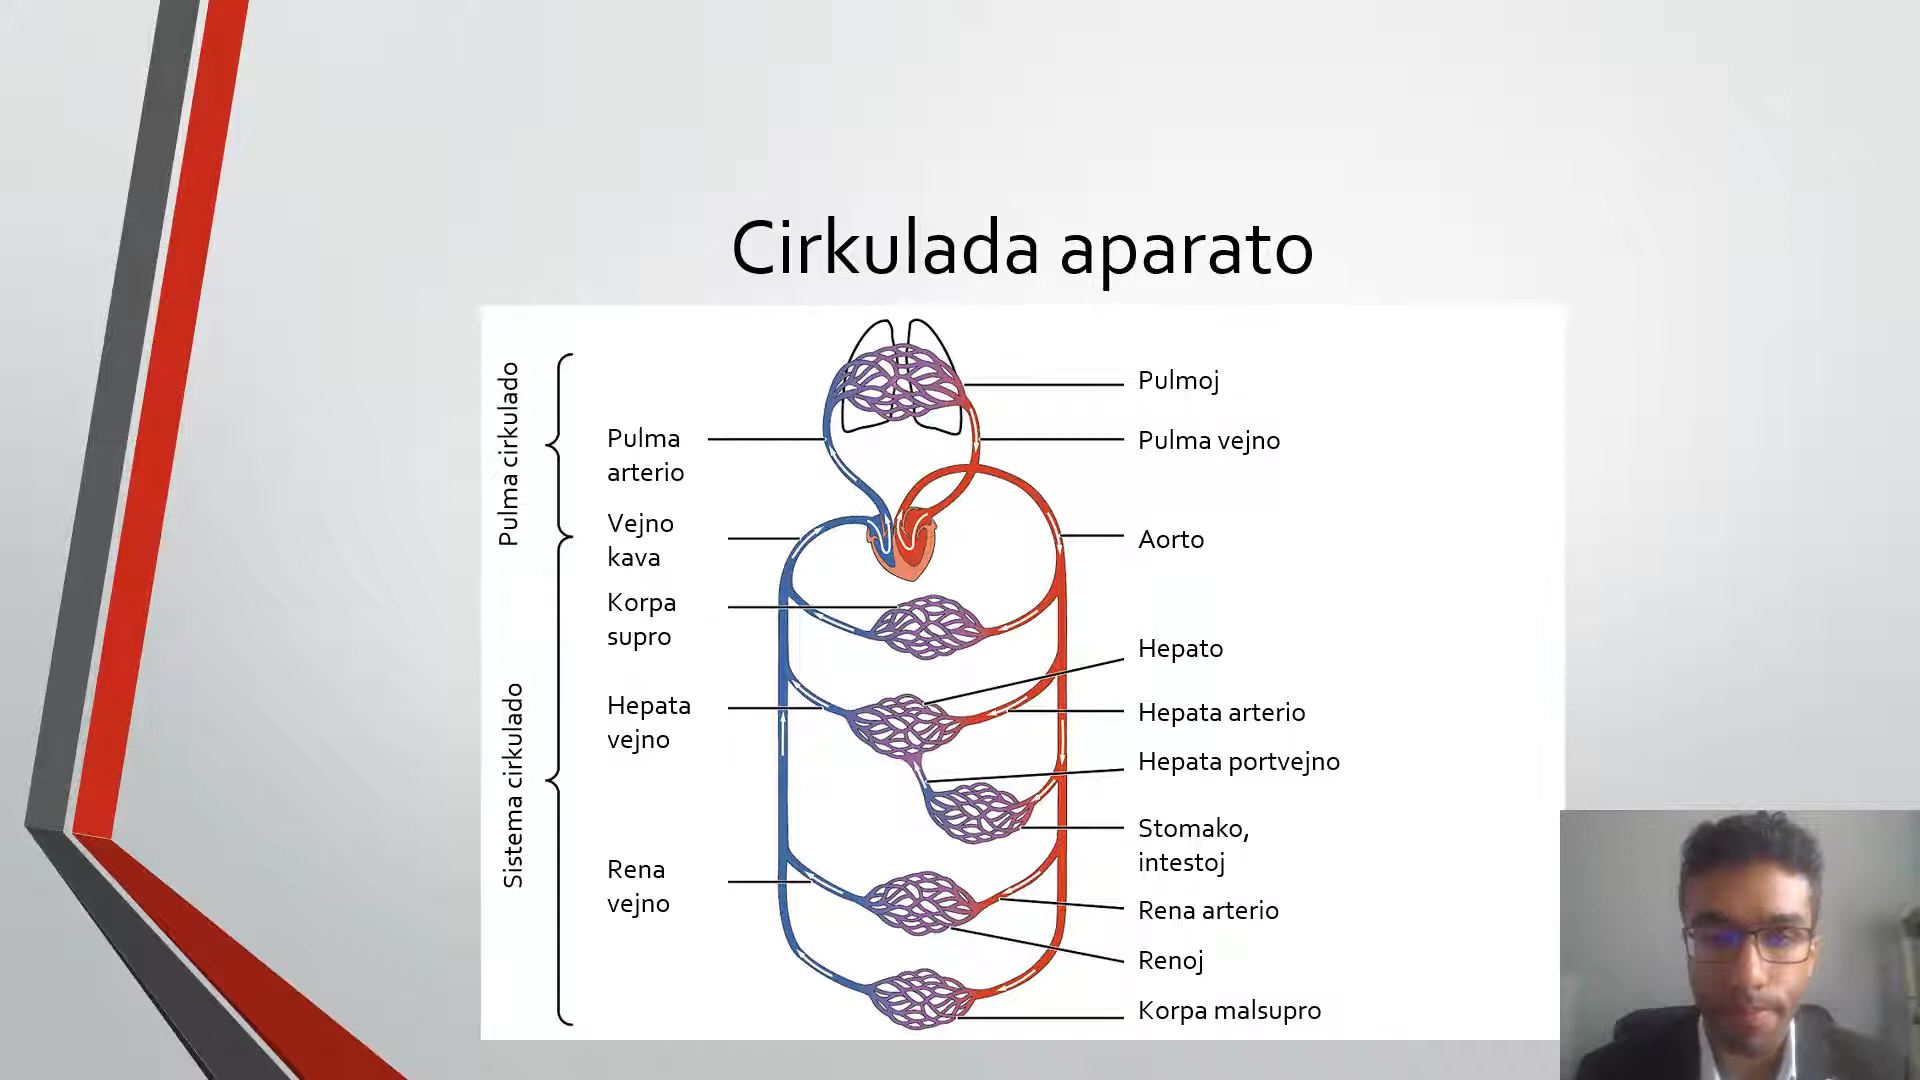 Cirkulada aparato
Pulma cirkulado
Sistema cirkulado
Pulma
arterio
Vejno
kava
Korpa
supro
Hepata
vejno
Rena
vejno
Pulmoj
Pulma vejno
Aorto
Hepato
Hepata arterio
Hepata portvejno
Stomako,
intestoj
Rena arterio
Renoj
Korpa malsupro